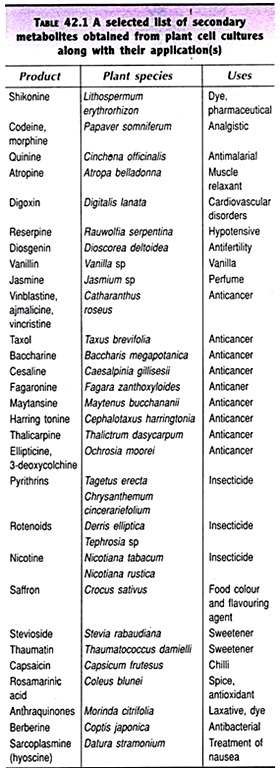 TABLE 42.1 A selected list of secondary
metabolites obtained from plant cell cultures
along with their application(s)
Product Plant species Uses
Shikonine Lithospermum Dye,
erythrorhizon pharmaceutical
Codeine, Papaver somniferum Analgistic
morphine
Quinine Cinchona officinalis Antimalarial
Atropine Atropa belladonna Muscle
relaxant
Digoxin Digitalis lanata Cardiovascular
disorders
Reserpine Rauwolfia serpentina Hypotensive
Diosgenin Dioscorea deltoidea Antifertility
Vanillin Vanilla sp Vanilla
Jasmine Jasmium sp Perfume
Vinblastine, Catharanthus Anticancer
ajmalicine, roseus
vincristine
Taxol Taxus brevifolia Anticancer
Baccharine Baccharis megapotanica Anticancer
Cesaline Caesalpinia gillisesii Anticancer
Fagaronine Fagara zanthoxyloides Anticaner
Maytansine Maytenus bucchananii Anticancer
Harring tonine Cephalotaxus harringtonia Anticancer
Thalicarpine Thalictrum dasycarpum Anticancer
Ellipticine, Ochrosia moorei Anticancer
3-deoxycolchine
Pyrithrins Tagetus erecta Insecticide
Chrysanthemum
cincerariefolium
Rotenoids Derris elliptica Insecticide
Tephrosia sp
Nicotine Nicotiana tabacum Insecticide
Nicotiana rustica
Saffron Crocus sativus Food colour
and flavouring
agent
Stevioside Stevia rabaudiana Sweetener
Thaumatin Thaumatococcus damielli Sweetener
Capsaicin Capsicum frutesus Chilli
Rosamarinic Coleus blunei Spice,
acid antioxidant
Anthraquinones Morinda citrifolia Laxative, dye
Berberine Coptis japonica Antibacterial
Sarcoplasmine Datura stramonium Treatment of
(hyoscine) nausea